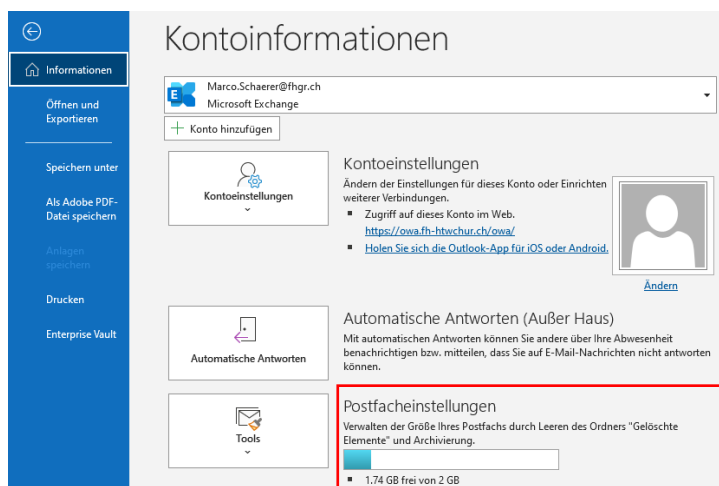 Kontoinformationen
Informationen
Öffnen und
Exportieren
Speichern unter
Als Adobe PDF-
Datei speichern
Anlagen
speichern
Drucken
Enterprise Vault
E
Marco.Schaerer@fhgr.ch
Microsoft Exchange
Konto hinzufügen
Kontoeinstellungen
Kontoeinstellungen
Ändern der Einstellungen für dieses Konto oder Einrichten
weiterer Verbindungen.
Zugriff auf dieses Konto im Web.
https://owa.fh-htwchur.ch/owa/
Holen Sie sich die Outlook-App für iOS oder Android.
Ändern
Automatische Antworten
Automatische Antworten (Außer Haus)
Mit automatischen Antworten können Sie andere über Ihre Abwesenheit
benachrichtigen bzw. mitteilen, dass Sie auf E-Mail-Nachrichten nicht antworten
können.
Tools
Postfacheinstellungen
Verwalten der Größe Ihres Postfachs durch Leeren des Ordners "Gelöschte
Elemente" und Archivierung.
1.74 GB frei von 2 GB